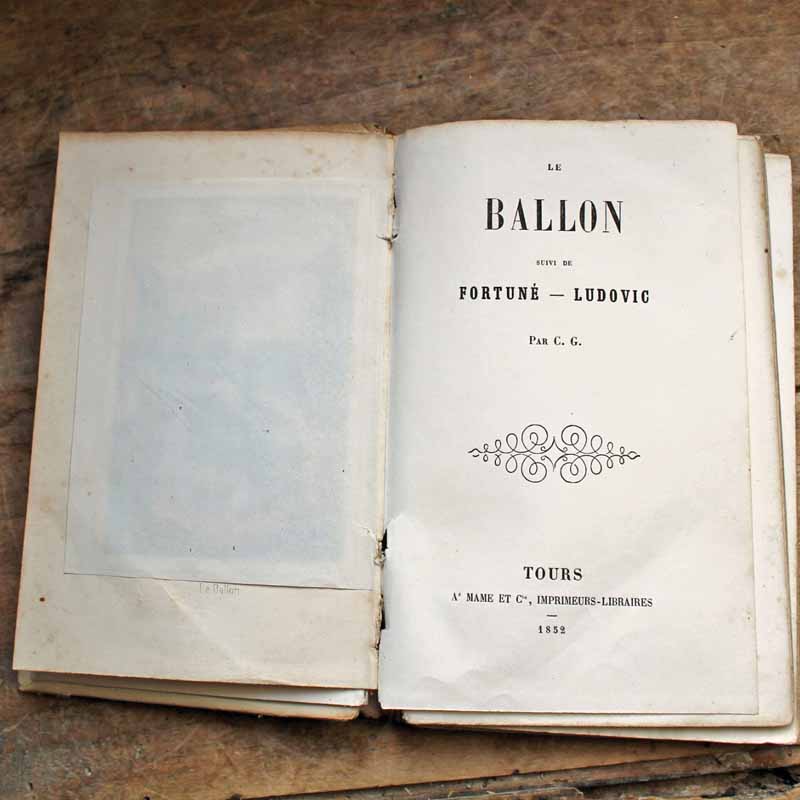 Le Ballon
LE
BALLON
SUIVI DE
FORTUNÉ — LUDOVIC
PAR C. G.
TOURS
Aᵈ MAME ET Cⁱᵉ, IMPRIMEURS-LIBRAIRES
1852